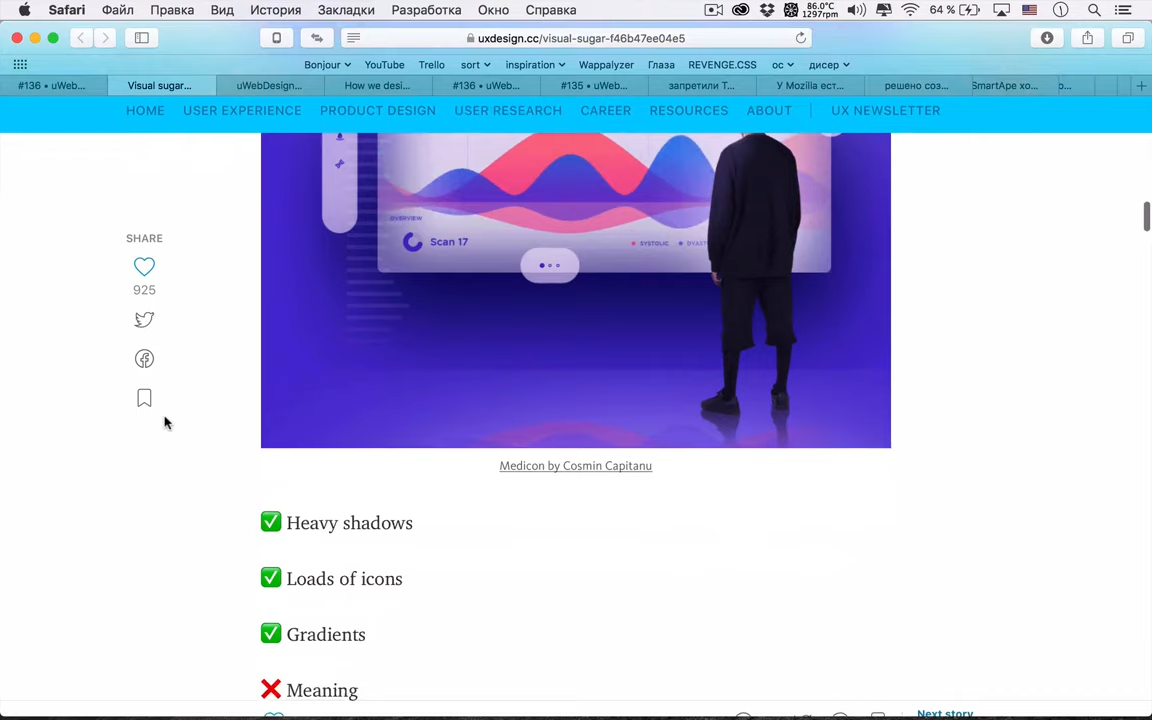 Safari Файл Правка Вид История Закладки Разработка Окно Справка 86.0°C 1297rpm 64 %
uxdesign.cc/visual-sugar-f46b47ee04e5
Bonjour YouTube Trello sort inspiration Wappalyzer Глаза REVENGE.CSS ос дисер
#136 • uWeb... Visual sugar... uWebDesign... How we desi... #136 • uWeb... #135 • uWeb... запретили Т... У Mozilla ест... решено соз... SmartApe хо...
HOME USER EXPERIENCE PRODUCT DESIGN USER RESEARCH CAREER RESOURCES ABOUT UX NEWSLETTER
OVERVIEW
Scan 17
SYSTOLIC
SHARE
925
Medicon by Cosmin Capitanu
Heavy shadows
Loads of icons
Gradients
Meaning
Next story